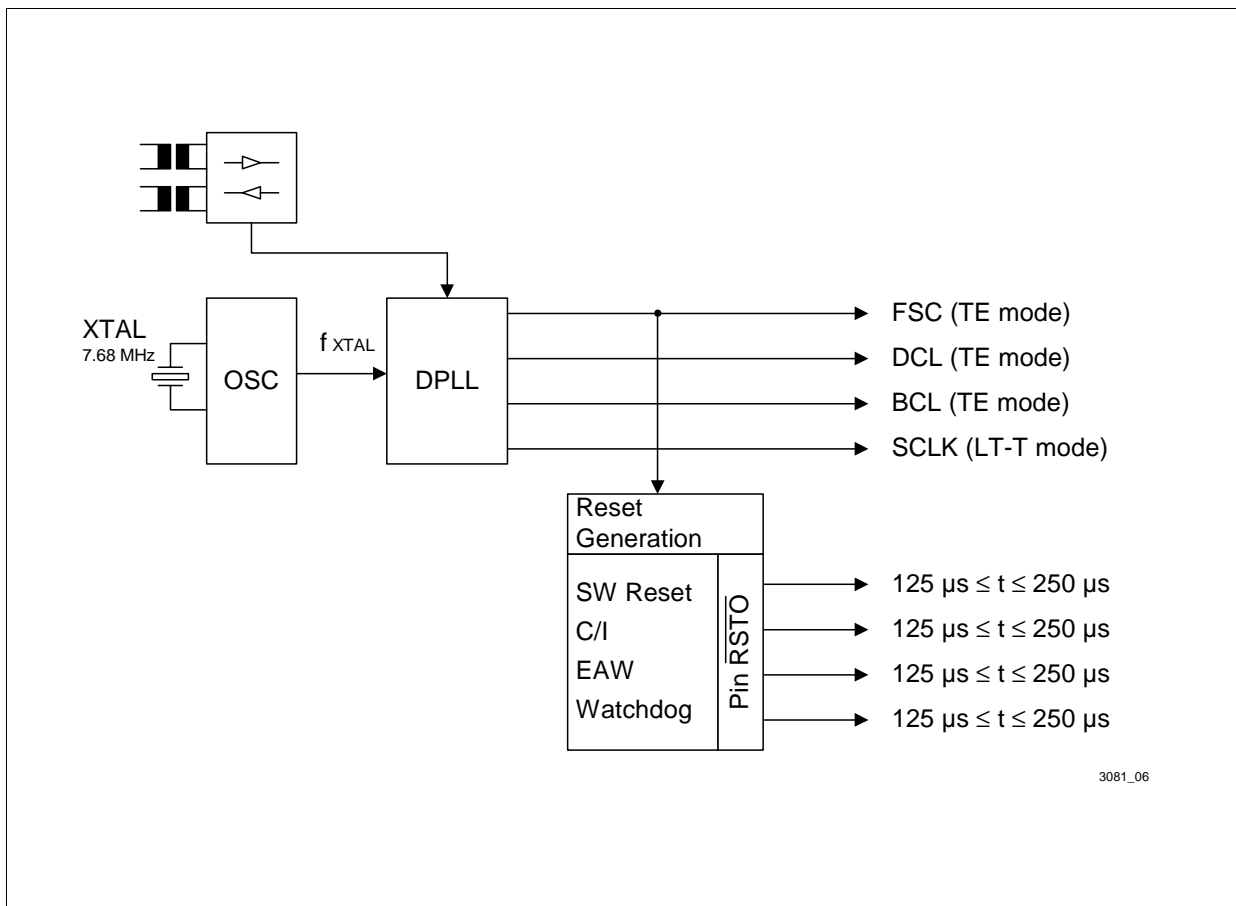 XTAL
7.68 MHz
OSC
f XTAL
DPLL
FSC (TE mode)
DCL (TE mode)
BCL (TE mode)
SCLK (LT-T mode)
Reset
Generation
SW Reset
C/I
EAW
Watchdog
Pin RSTO
125 µs ≤ t ≤ 250 µs
125 µs ≤ t ≤ 250 µs
125 µs ≤ t ≤ 250 µs
125 µs ≤ t ≤ 250 µs
3081_06